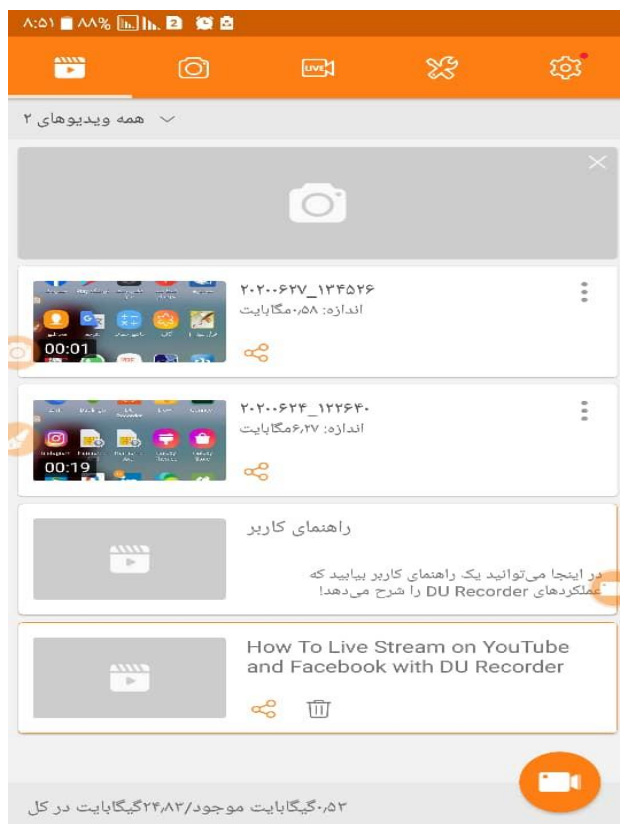 ۸:۵۱ ۸۸%
LIVE
همه ویدیوهای ۲
۲۰۲۰۰۶۲۷_۱۳۴۵۲۶
اندازه: ۰٫۵۸مگابایت
00:01
۲۰۲۰۰۶۲۴_۱۲۲۶۴۰
اندازه: ۶٫۲۷مگابایت
00:19
راهنمای کاربر
در اینجا می‌توانید یک راهنمای کاربر بیابید که
عملکردهای DU Recorder را شرح می‌دهد!
How To Live Stream on YouTube
and Facebook with DU Recorder
۰٫۵۳گیگابایت موجود/۲۴٫۸۳گیگابایت در کل